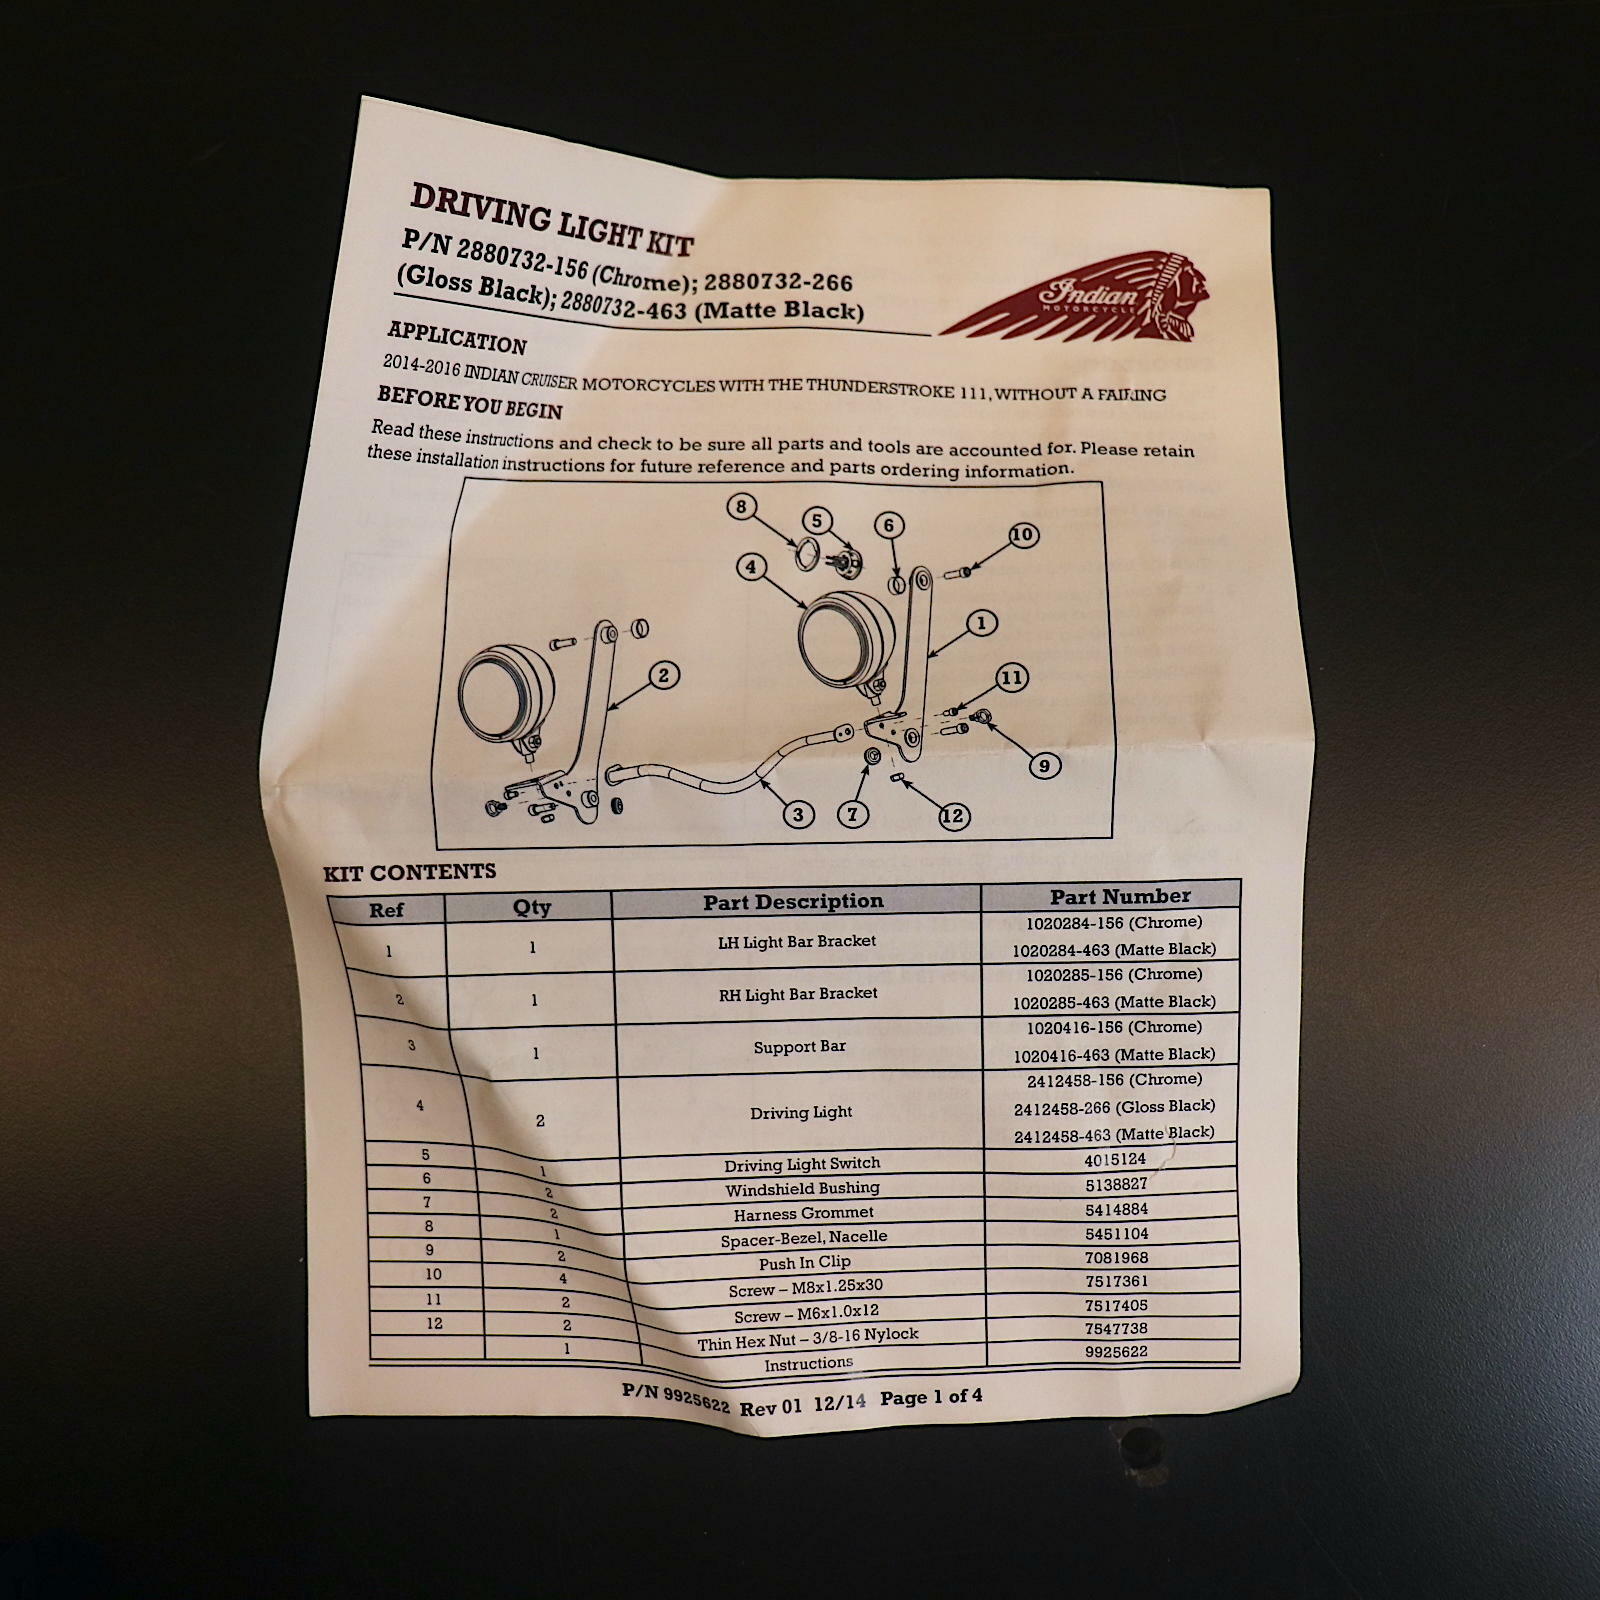 DRIVING LIGHT KIT
P/N 2880732-156 (Chrome); 2880732-266
(Gloss Black); 2880732-463 (Matte Black)
Indian
MOTORCYCLE
APPLICATION
2014-2016 INDIAN CRUISER MOTORCYCLES WITH THE THUNDERSTROKE 111, WITHOUT A FAIRING
BEFORE YOU BEGIN
Read these instructions and check to be sure all parts and tools are accounted for. Please retain
these installation instructions for future reference and parts ordering information.
8
5
6
10
4
1
2
11
9
3
7
12
KIT CONTENTS
Ref Qty Part Description Part Number
1 1 LH Light Bar Bracket 1020284-156 (Chrome)
1020284-463 (Matte Black)
2 1 RH Light Bar Bracket 1020285-156 (Chrome)
1020285-463 (Matte Black)
3 1 Support Bar 1020416-156 (Chrome)
1020416-463 (Matte Black)
4 2 Driving Light 2412458-156 (Chrome)
2412458-266 (Gloss Black)
2412458-463 (Matte Black)
5 1 Driving Light Switch 4015124
6 2 Windshield Bushing 5138827
7 2 Harness Grommet 5414884
8 1 Spacer-Bezel, Nacelle 5451104
9 2 Push In Clip 7081968
10 4 Screw – M8x1.25x30 7517361
11 2 Screw – M6x1.0x12 7517405
12 2 Thin Hex Nut – 3/8-16 Nylock 7547738
1 Instructions 9925622
P/N 9925622 Rev 01 12/14 Page 1 of 4